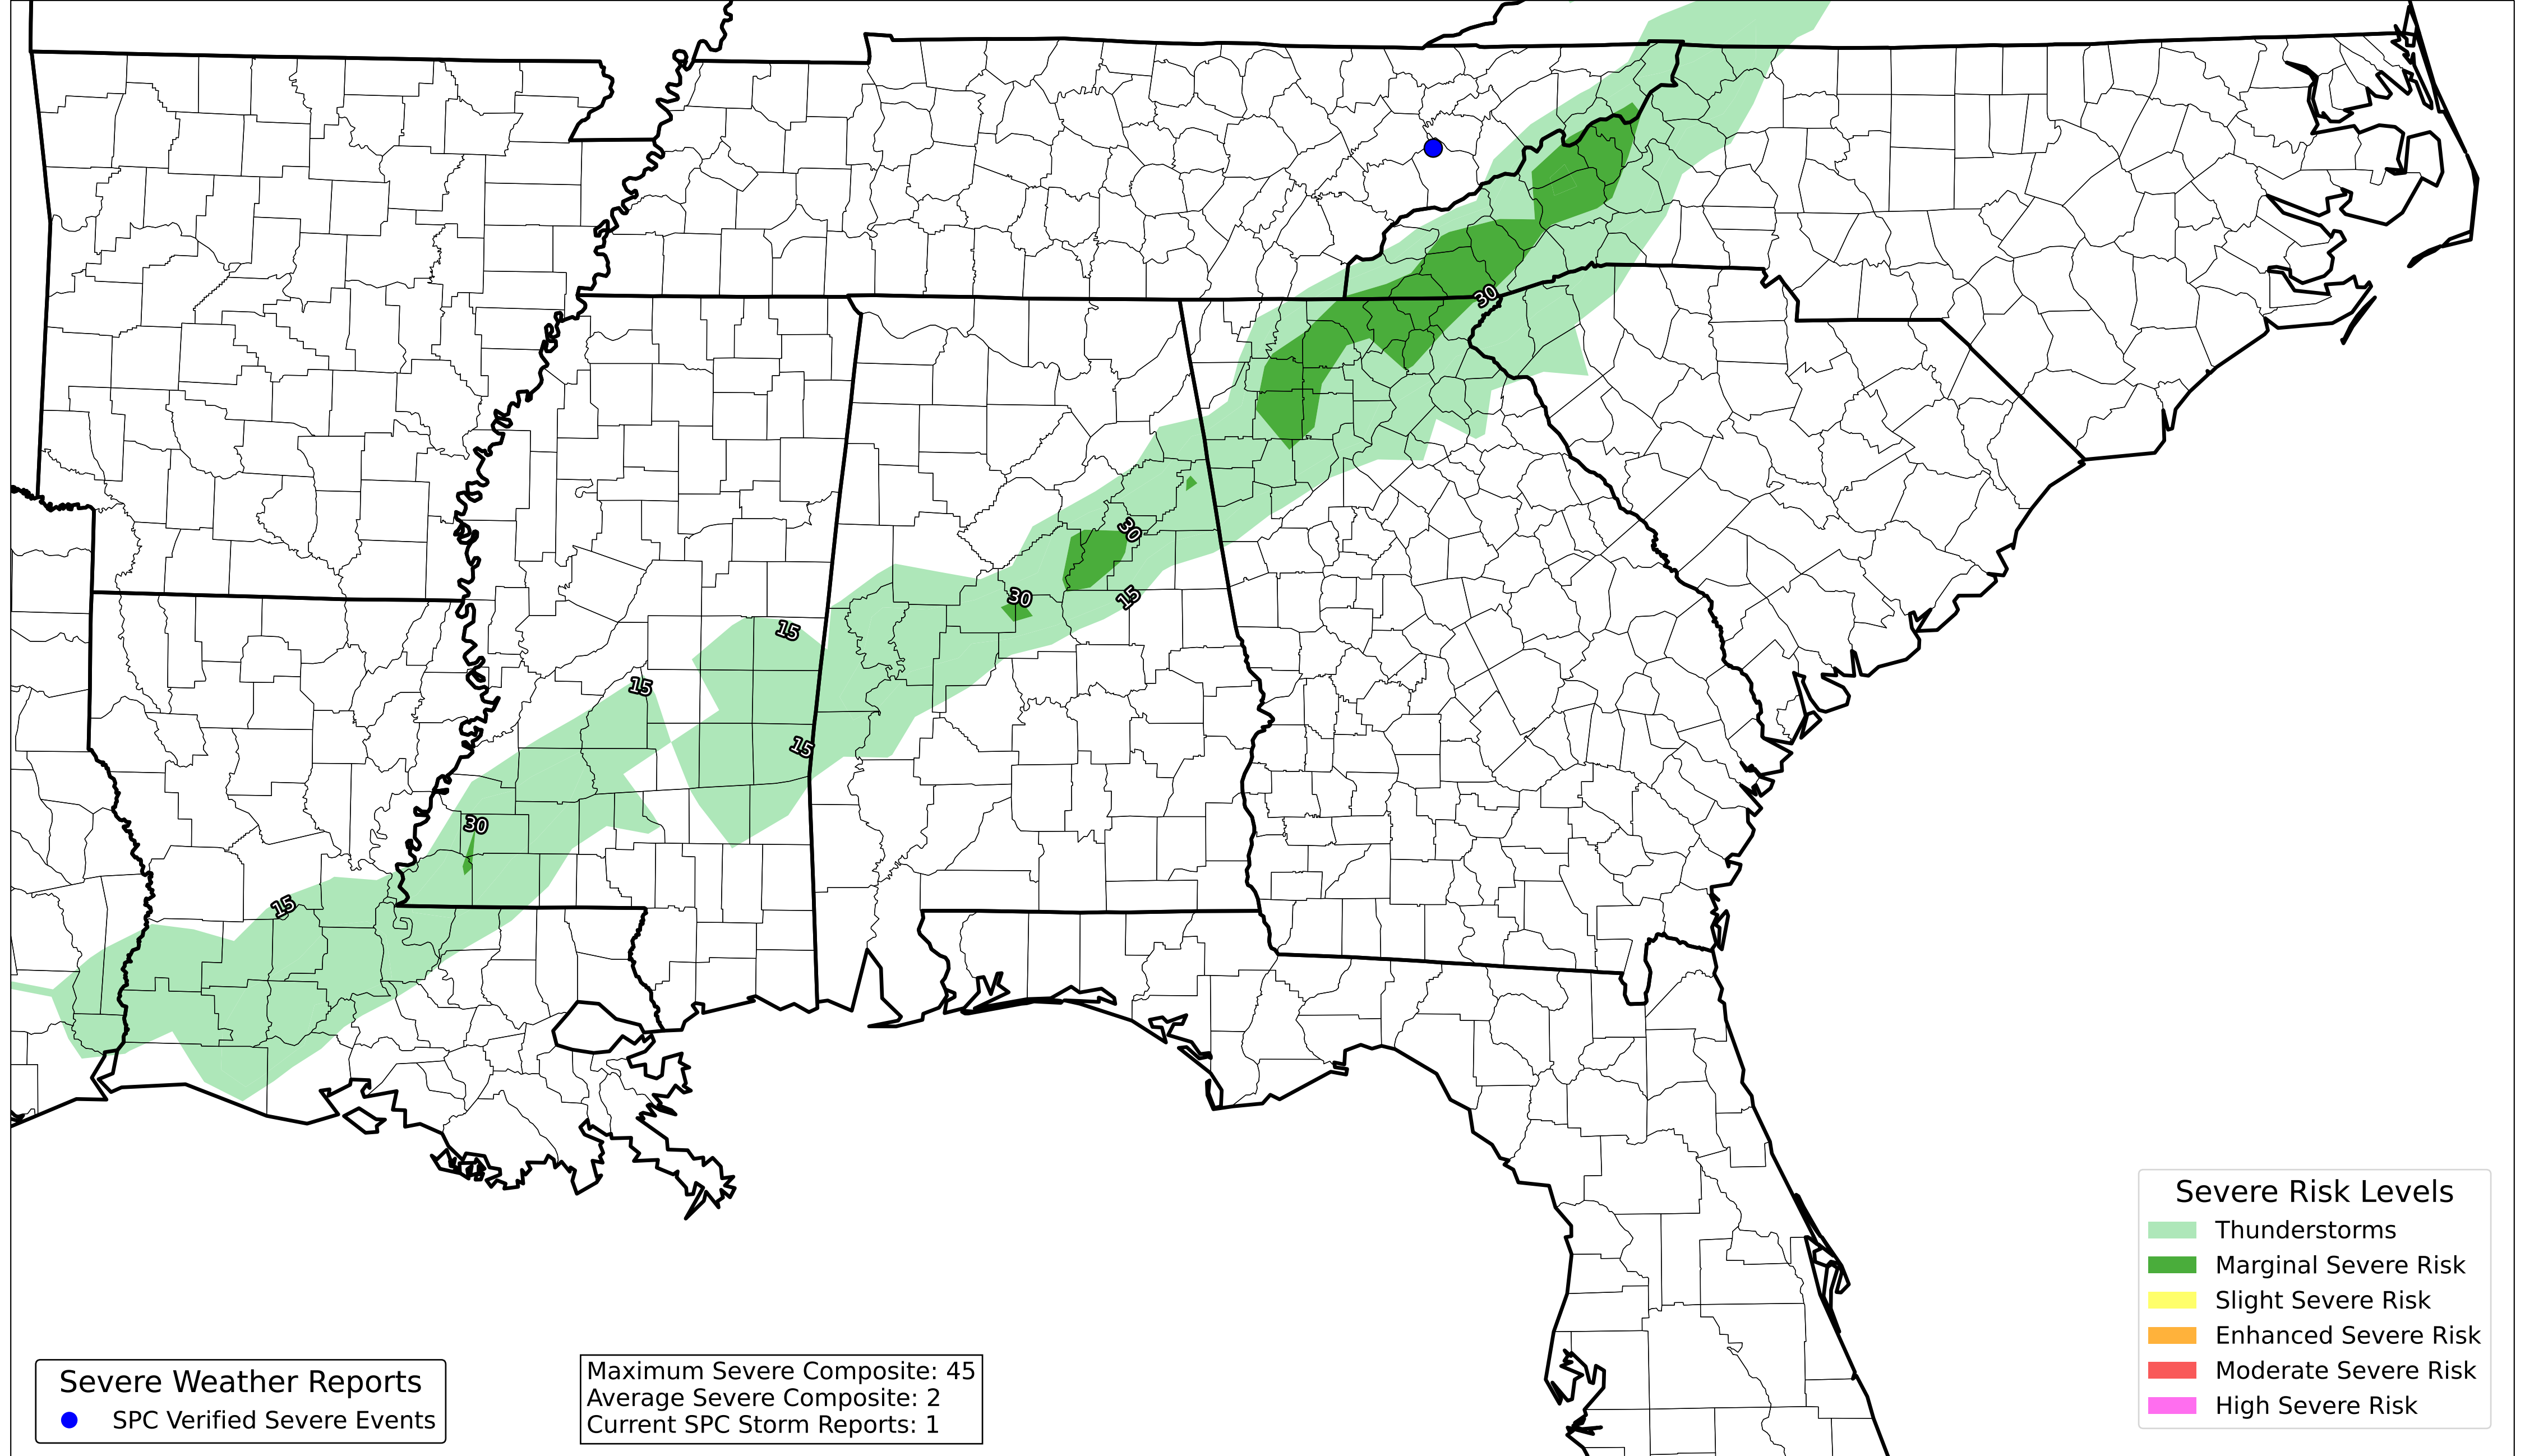 30
30
30
15
15
15
15
30
15
Severe Risk Levels
Thunderstorms
Marginal Severe Risk
Slight Severe Risk
Enhanced Severe Risk
Moderate Severe Risk
High Severe Risk
Severe Weather Reports
SPC Verified Severe Events
Maximum Severe Composite: 45
Average Severe Composite: 2
Current SPC Storm Reports: 1